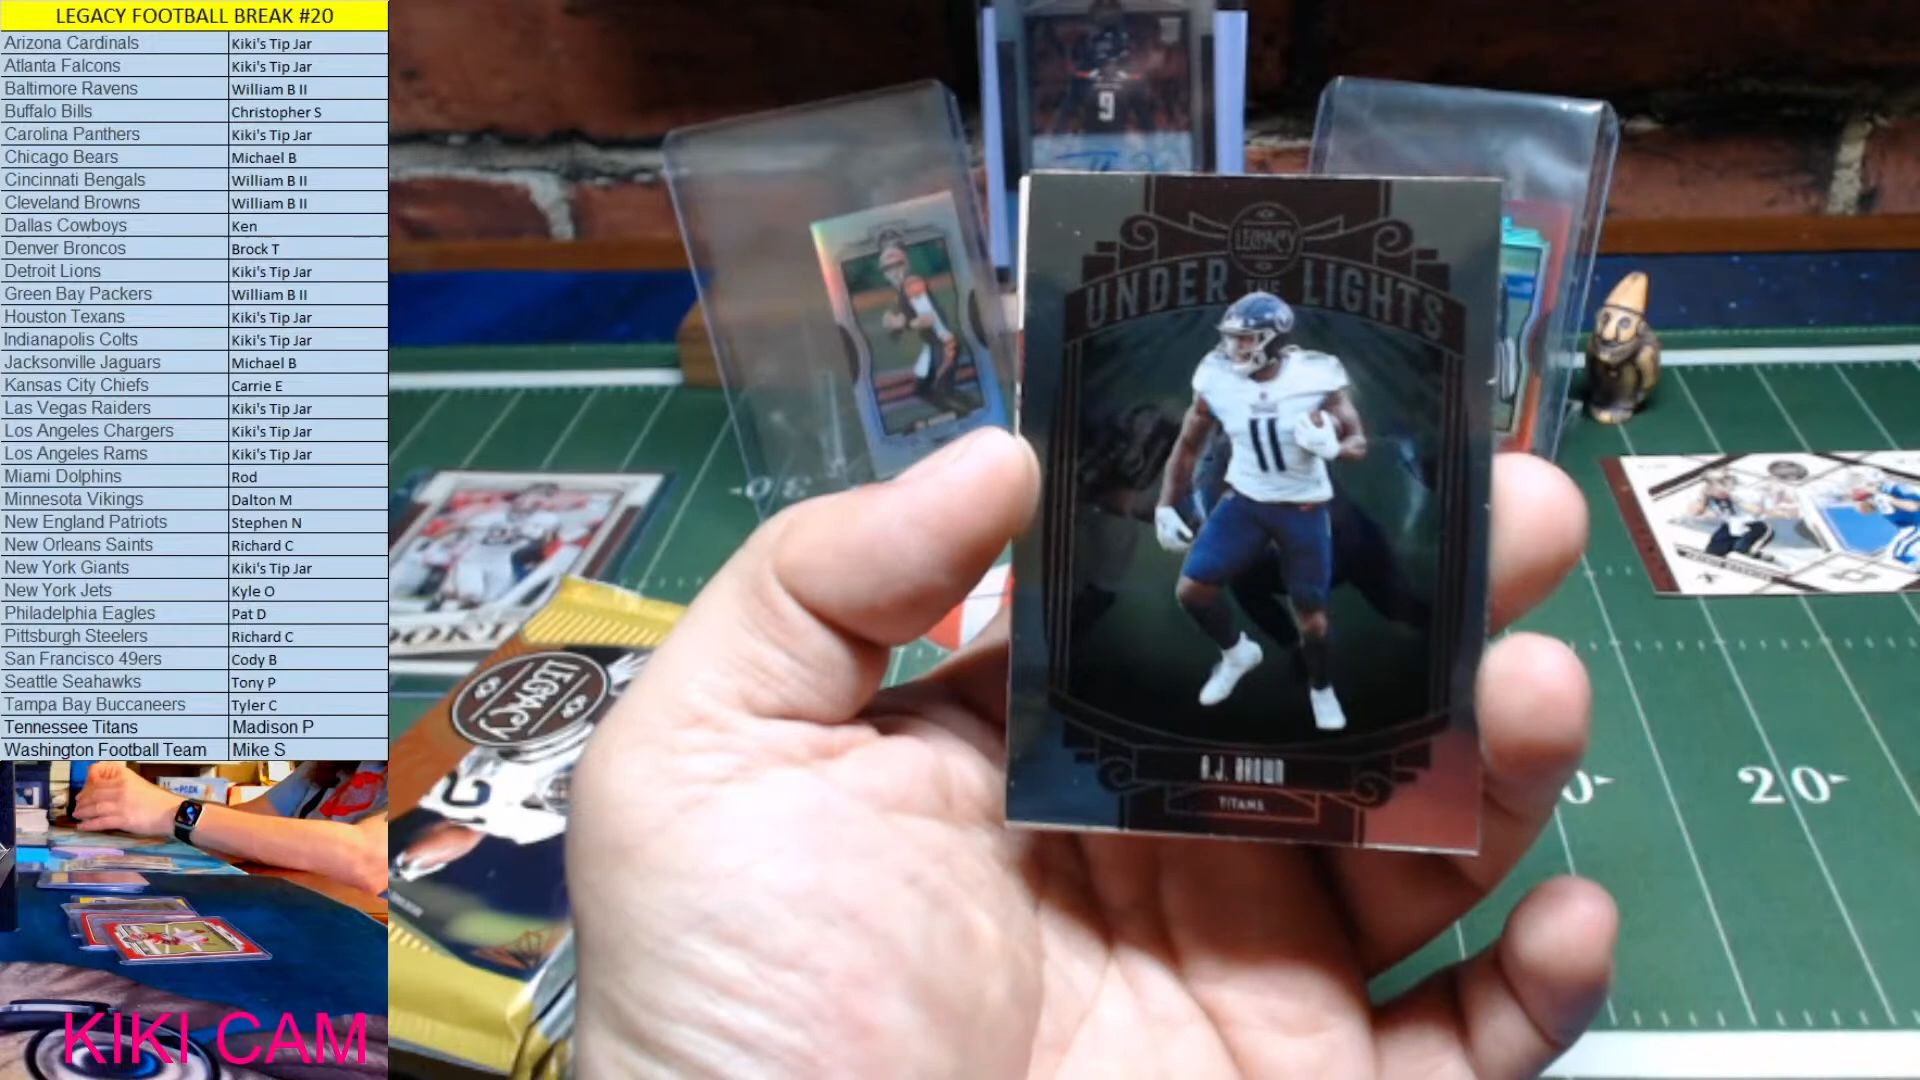 LEGACY FOOTBALL BREAK #20
Arizona Cardinals Kiki's Tip Jar
Atlanta Falcons Kiki's Tip Jar
Baltimore Ravens William B II
Buffalo Bills Christopher S
Carolina Panthers Kiki's Tip Jar
Chicago Bears Michael B
Cincinnati Bengals William B II
Cleveland Browns William B II
Dallas Cowboys Ken
Denver Broncos Brock T
Detroit Lions Kiki's Tip Jar
Green Bay Packers William B II
Houston Texans Kiki's Tip Jar
Indianapolis Colts Kiki's Tip Jar
Jacksonville Jaguars Michael B
Kansas City Chiefs Carrie E
Las Vegas Raiders Kiki's Tip Jar
Los Angeles Chargers Kiki's Tip Jar
Los Angeles Rams Kiki's Tip Jar
Miami Dolphins Rod
Minnesota Vikings Dalton M
New England Patriots Stephen N
New Orleans Saints Richard C
New York Giants Kiki's Tip Jar
New York Jets Kyle O
Philadelphia Eagles Pat D
Pittsburgh Steelers Richard C
San Francisco 49ers Cody B
Seattle Seahawks Tony P
Tampa Bay Buccaneers Tyler C
Tennessee Titans Madison P
Washington Football Team Mike S
KIKI CAM
9
LEGACY
UNDER THE LIGHTS
11
A.J. BROWN
TITANS
LEGACY
20